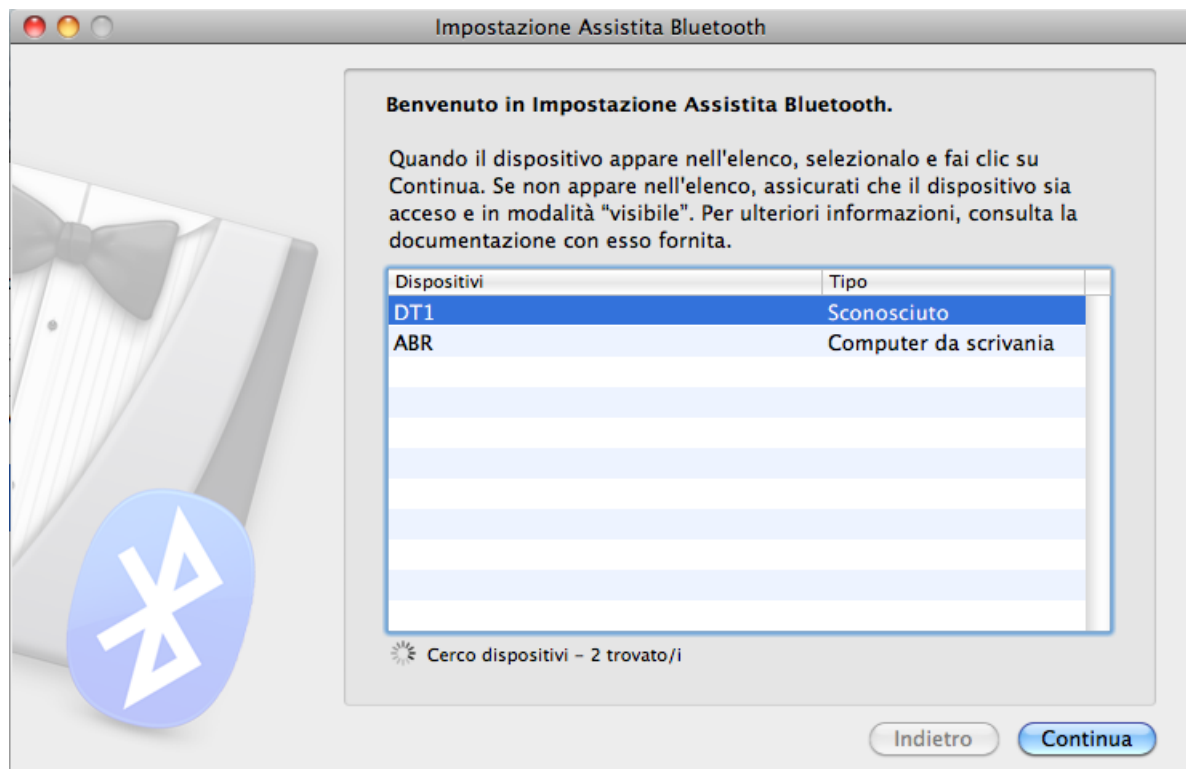 Impostazione Assistita Bluetooth
Benvenuto in Impostazione Assistita Bluetooth.
Quando il dispositivo appare nell'elenco, selezionalo e fai clic su
Continua. Se non appare nell'elenco, assicurati che il dispositivo sia
acceso e in modalità “visibile”. Per ulteriori informazioni, consulta la
documentazione con esso fornita.
Dispositivi Tipo
DT1 Sconosciuto
ABR Computer da scrivania
Cerco dispositivi – 2 trovato/i
Indietro Continua